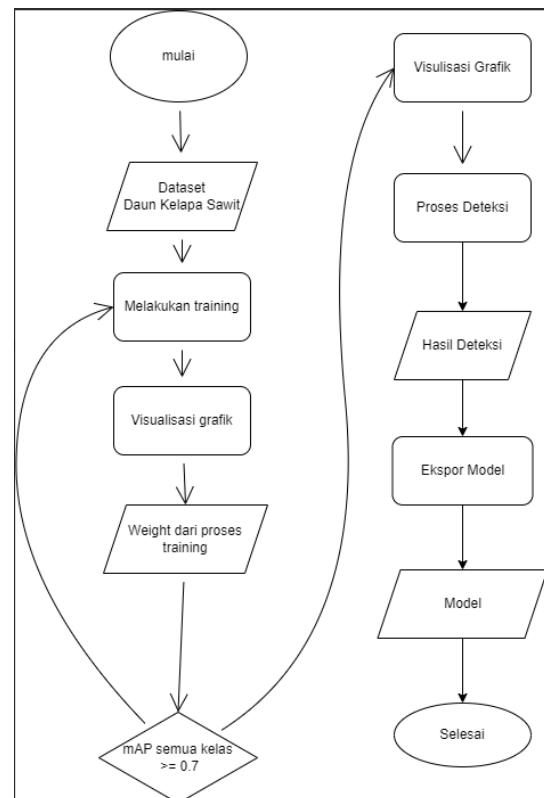 mulai
Dataset
Daun Kelapa Sawit
Melakukan training
Visualisasi grafik
Weight dari proses
training
mAP semua kelas
>= 0.7
Visulisasi Grafik
Proses Deteksi
Hasil Deteksi
Ekspor Model
Model
Selesai